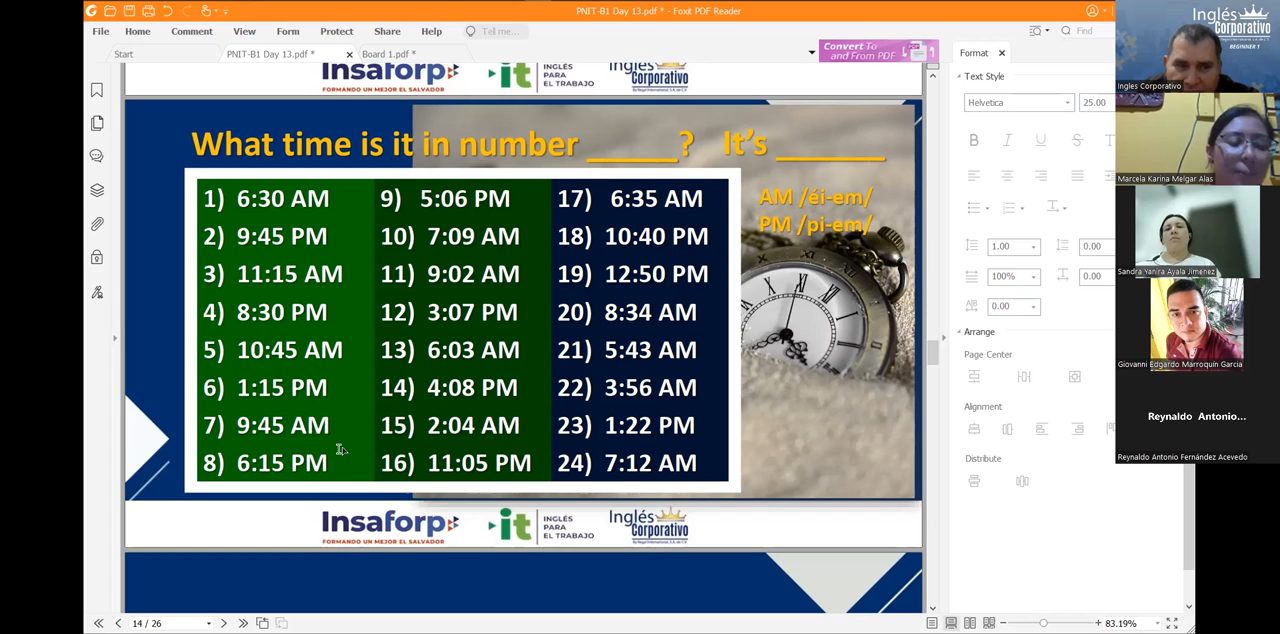 PNIT-B1 Day 13.pdf * - Foxit PDF Reader
File Home Comment View Form Protect Share Help Tell me... Find
Start PNIT-B1 Day 13.pdf * Board 1.pdf *
Convert To
and From PDF
Format
Insaforp
FORMANDO UN MEJOR EL SALVADOR
it
INGLÉS
PARA
EL TRABAJO
Inglés
Corporativo
What time is it in number ______? It's ______
AM /éi-em/
PM /pi-em/
1) 6:30 AM
2) 9:45 PM
3) 11:15 AM
4) 8:30 PM
5) 10:45 AM
6) 1:15 PM
7) 9:45 AM
8) 6:15 PM
9) 5:06 PM
10) 7:09 AM
11) 9:02 AM
12) 3:07 PM
13) 6:03 AM
14) 4:08 PM
15) 2:04 AM
16) 11:05 PM
17) 6:35 AM
18) 10:40 PM
19) 12:50 PM
20) 8:34 AM
21) 5:43 AM
22) 3:56 AM
23) 1:22 PM
24) 7:12 AM
Insaforp
FORMANDO UN MEJOR EL SALVADOR
it
INGLÉS
PARA
EL TRABAJO
Inglés
Corporativo
14 / 26
83.19%
Text Style
Helvetica 25.00
B I U S T
1.00 0.00
100% 0.00
0.00
Arrange
Page Center
Alignment
Distribute
Inglés
Corporativo
BEGINNER 1
Ingles Corporativo
Marcela Karina Melgar Alas
Sandra Yanira Ayala Jimenez
Giovanni Edgardo Marroquín Garcia
Reynaldo Antonio...
Reynaldo Antonio Fernández Acevedo